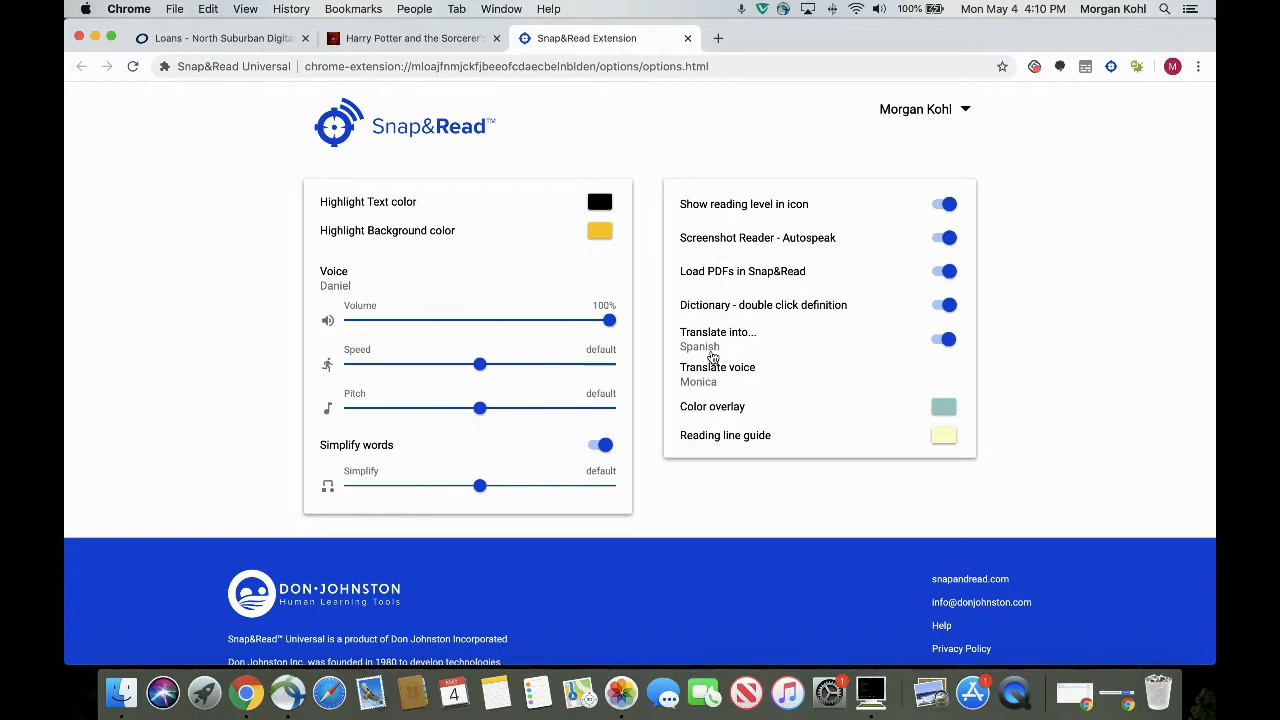 Chrome File Edit View History Bookmarks People Tab Window Help 100% Mon May 4 4:10 PM Morgan Kohl
Loans - North Suburban Digita Harry Potter and the Sorcerer's Snap&Read Extension
Snap&Read Universal chrome-extension://mloajfnmjckfjbeeofcdaecbelnblden/options/options.html M
Snap&Read™
Morgan Kohl
Highlight Text color
Highlight Background color
Voice
Daniel
Volume 100%
Speed default
Pitch default
Simplify words
Simplify default
Show reading level in icon
Screenshot Reader - Autospeak
Load PDFs in Snap&Read
Dictionary - double click definition
Translate into...
Spanish
Translate voice
Monica
Color overlay
Reading line guide
DON·JOHNSTON
Human Learning Tools
Snap&Read™ Universal is a product of Don Johnston Incorporated
Don Johnston Inc. was founded in 1980 to develop technologies
snapandread.com
info@donjohnston.com
Help
Privacy Policy
MAY
4
1
1